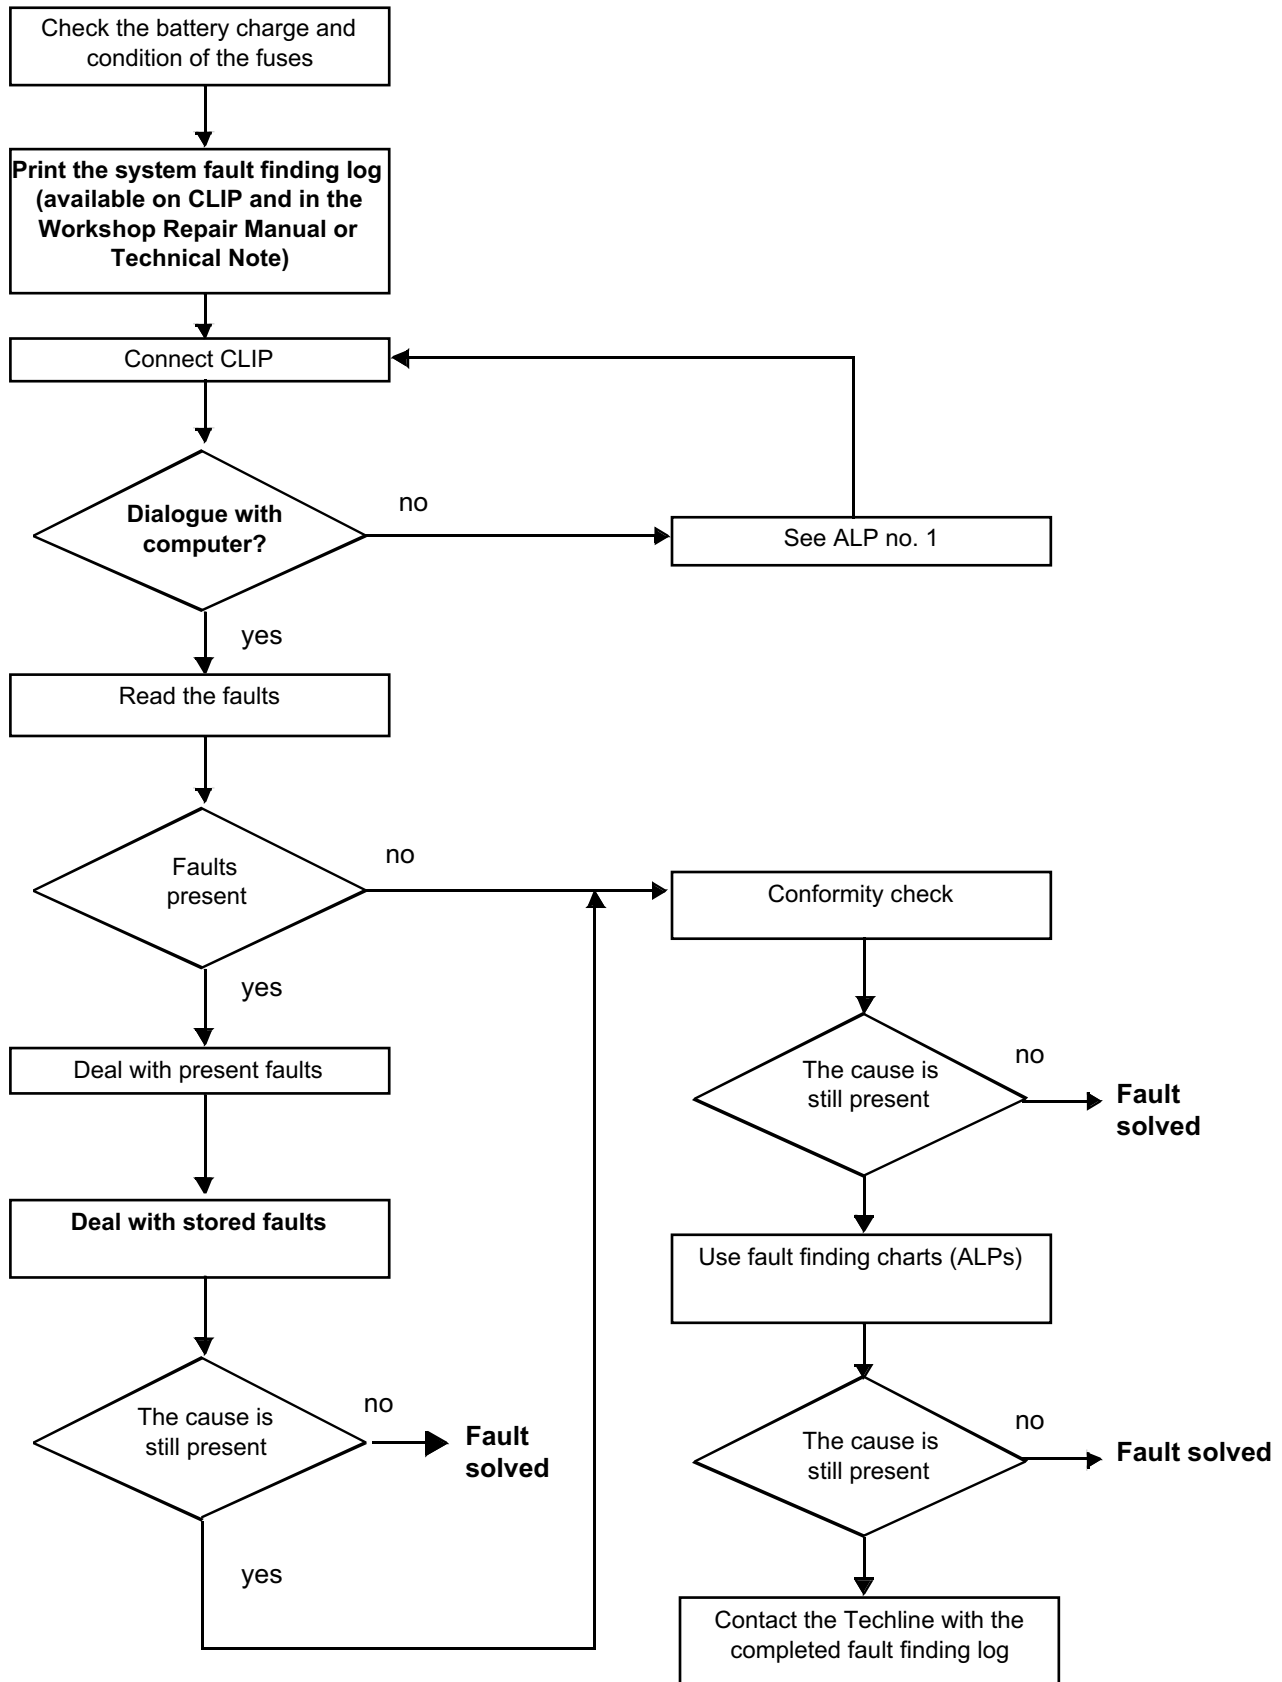 Check the battery charge and
condition of the fuses
Print the system fault finding log
(available on CLIP and in the
Workshop Repair Manual or
Technical Note)
Connect CLIP
Dialogue with
computer?
no
See ALP no. 1
yes
Read the faults
Faults
present
no
Conformity check
yes
Deal with present faults
The cause is
still present
no
Fault
solved
Deal with stored faults
Use fault finding charts (ALPs)
The cause is
still present
no
Fault
solved
The cause is
still present
no
Fault solved
yes
Contact the Techline with the
completed fault finding log